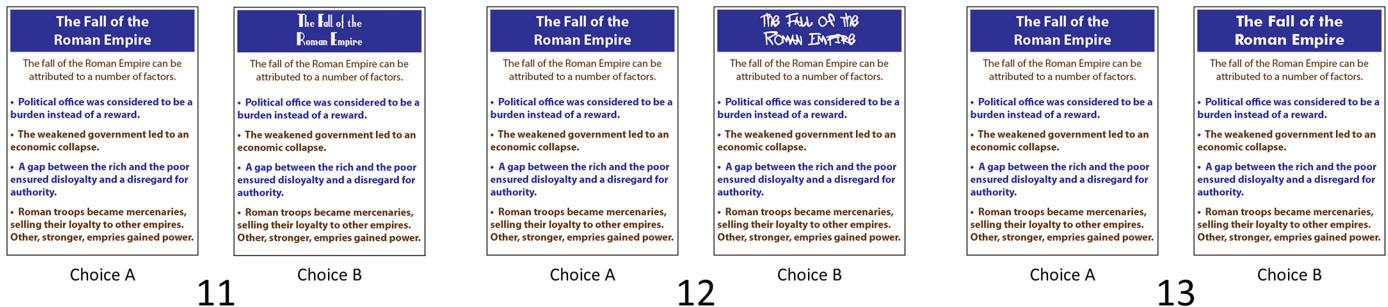 The Fall of the
Roman Empire
The fall of the Roman Empire can be
attributed to a number of factors.
• Political office was considered to be a
burden instead of a reward.
• The weakened government led to an
economic collapse.
• A gap between the rich and the poor
ensured disloyalty and a disregard for
authority.
• Roman troops became mercenaries,
selling their loyalty to other empires.
Other, stronger, empries gained power.
Choice A
The Fall of the
Roman Empire
The fall of the Roman Empire can be
attributed to a number of factors.
• Political office was considered to be a
burden instead of a reward.
• The weakened government led to an
economic collapse.
• A gap between the rich and the poor
ensured disloyalty and a disregard for
authority.
• Roman troops became mercenaries,
selling their loyalty to other empires.
Other, stronger, empries gained power.
Choice B
11
The Fall of the
Roman Empire
The fall of the Roman Empire can be
attributed to a number of factors.
• Political office was considered to be a
burden instead of a reward.
• The weakened government led to an
economic collapse.
• A gap between the rich and the poor
ensured disloyalty and a disregard for
authority.
• Roman troops became mercenaries,
selling their loyalty to other empires.
Other, stronger, empries gained power.
Choice A
The Fall of the
Roman Empire
The fall of the Roman Empire can be
attributed to a number of factors.
• Political office was considered to be a
burden instead of a reward.
• The weakened government led to an
economic collapse.
• A gap between the rich and the poor
ensured disloyalty and a disregard for
authority.
• Roman troops became mercenaries,
selling their loyalty to other empires.
Other, stronger, empries gained power.
Choice B
12
The Fall of the
Roman Empire
The fall of the Roman Empire can be
attributed to a number of factors.
• Political office was considered to be a
burden instead of a reward.
• The weakened government led to an
economic collapse.
• A gap between the rich and the poor
ensured disloyalty and a disregard for
authority.
• Roman troops became mercenaries,
selling their loyalty to other empires.
Other, stronger, empries gained power.
Choice A
The Fall of the
Roman Empire
The fall of the Roman Empire can be
attributed to a number of factors.
• Political office was considered to be a
burden instead of a reward.
• The weakened government led to an
economic collapse.
• A gap between the rich and the poor
ensured disloyalty and a disregard for
authority.
• Roman troops became mercenaries,
selling their loyalty to other empires.
Other, stronger, empries gained power.
Choice B
13